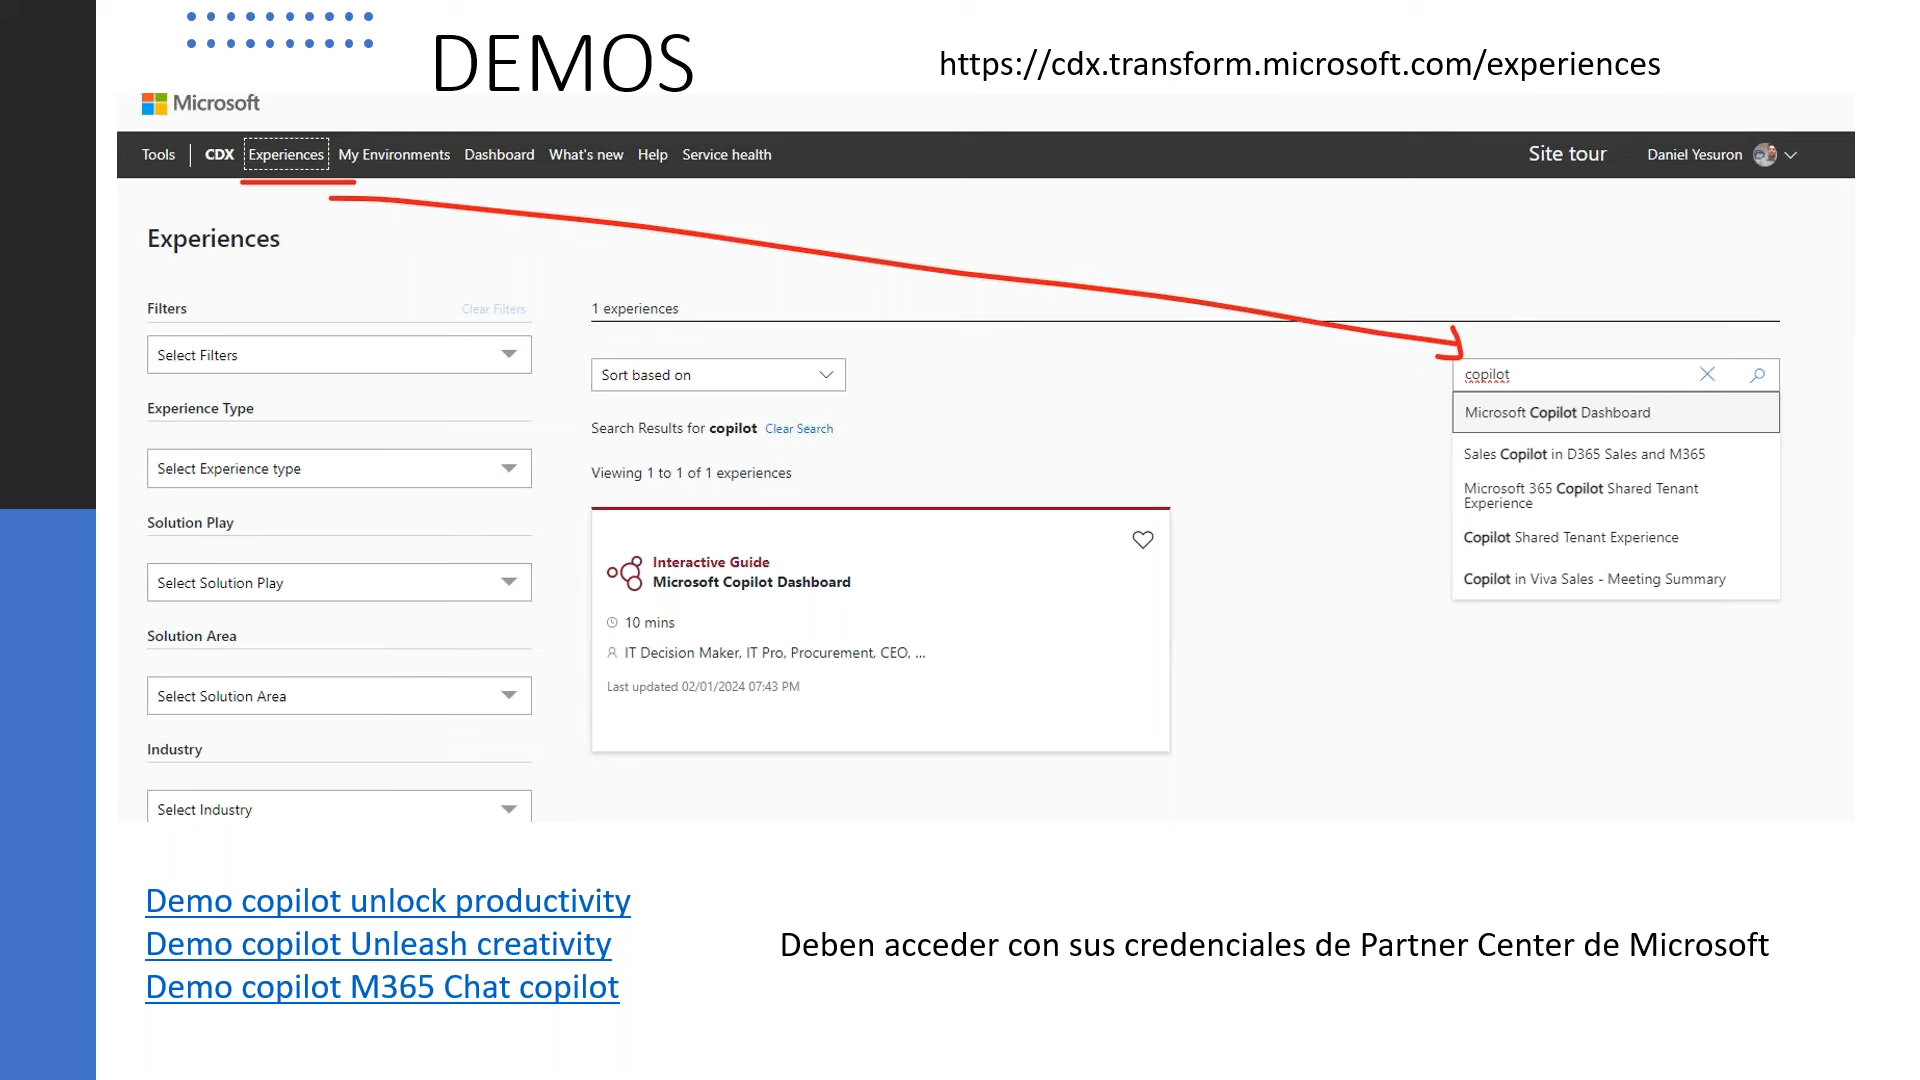 DEMOS
https://cdx.transform.microsoft.com/experiences
Microsoft
Tools CDX Experiences My Environments Dashboard What's new Help Service health Site tour Daniel Yesuron
Experiences
Filters Clear Filters
Select Filters
Experience Type
Select Experience type
Solution Play
Select Solution Play
Solution Area
Select Solution Area
Industry
Select Industry
1 experiences
Sort based on
Search Results for copilot Clear Search
Viewing 1 to 1 of 1 experiences
Interactive Guide
Microsoft Copilot Dashboard
10 mins
IT Decision Maker, IT Pro, Procurement, CEO, ...
Last updated 02/01/2024 07:43 PM
copilot
Microsoft Copilot Dashboard
Sales Copilot in D365 Sales and M365
Microsoft 365 Copilot Shared Tenant
Experience
Copilot Shared Tenant Experience
Copilot in Viva Sales - Meeting Summary
Demo copilot unlock productivity
Demo copilot Unleash creativity
Demo copilot M365 Chat copilot
Deben acceder con sus credenciales de Partner Center de Microsoft